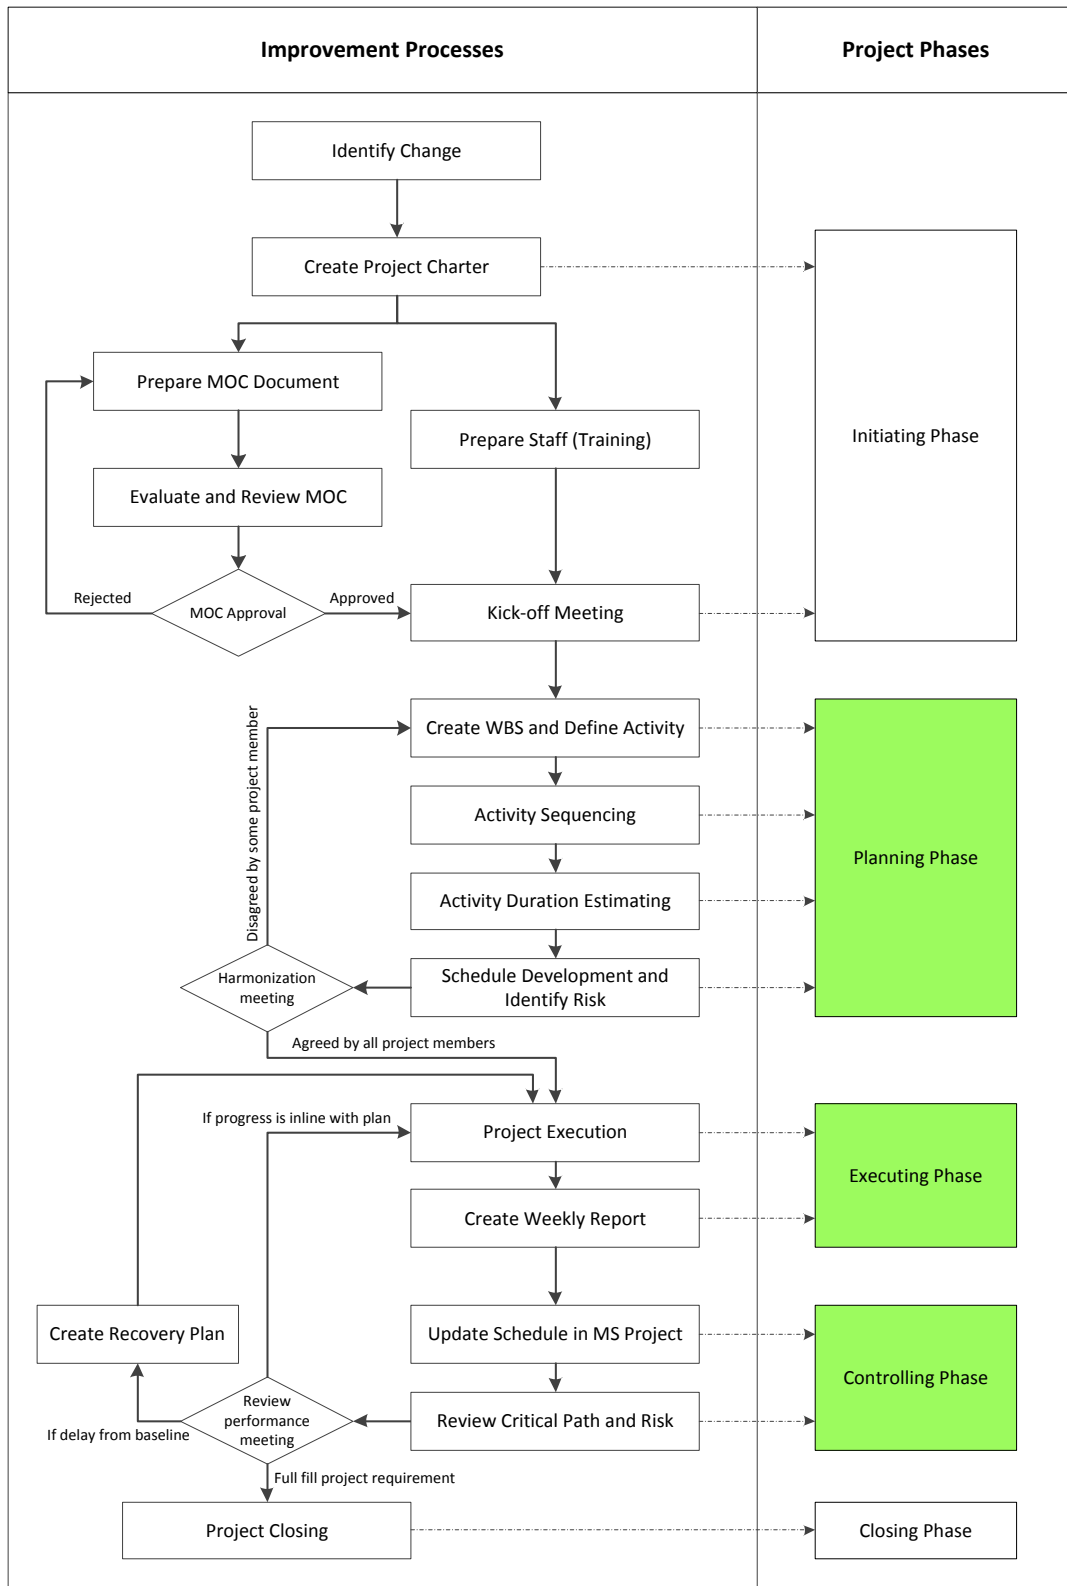 Improvement Processes
Project Phases
Identify Change
Create Project Charter
Prepare MOC Document
Prepare Staff (Training)
Initiating Phase
Evaluate and Review MOC
Rejected
MOC Approval
Approved
Kick-off Meeting
Create WBS and Define Activity
Disagreed by some project member
Activity Sequencing
Planning Phase
Activity Duration Estimating
Harmonization
meeting
Schedule Development and
Identify Risk
Agreed by all project members
If progress is inline with plan
Project Execution
Executing Phase
Create Weekly Report
Create Recovery Plan
Update Schedule in MS Project
Controlling Phase
Review
performance
meeting
Review Critical Path and Risk
If delay from baseline
Full fill project requirement
Project Closing
Closing Phase